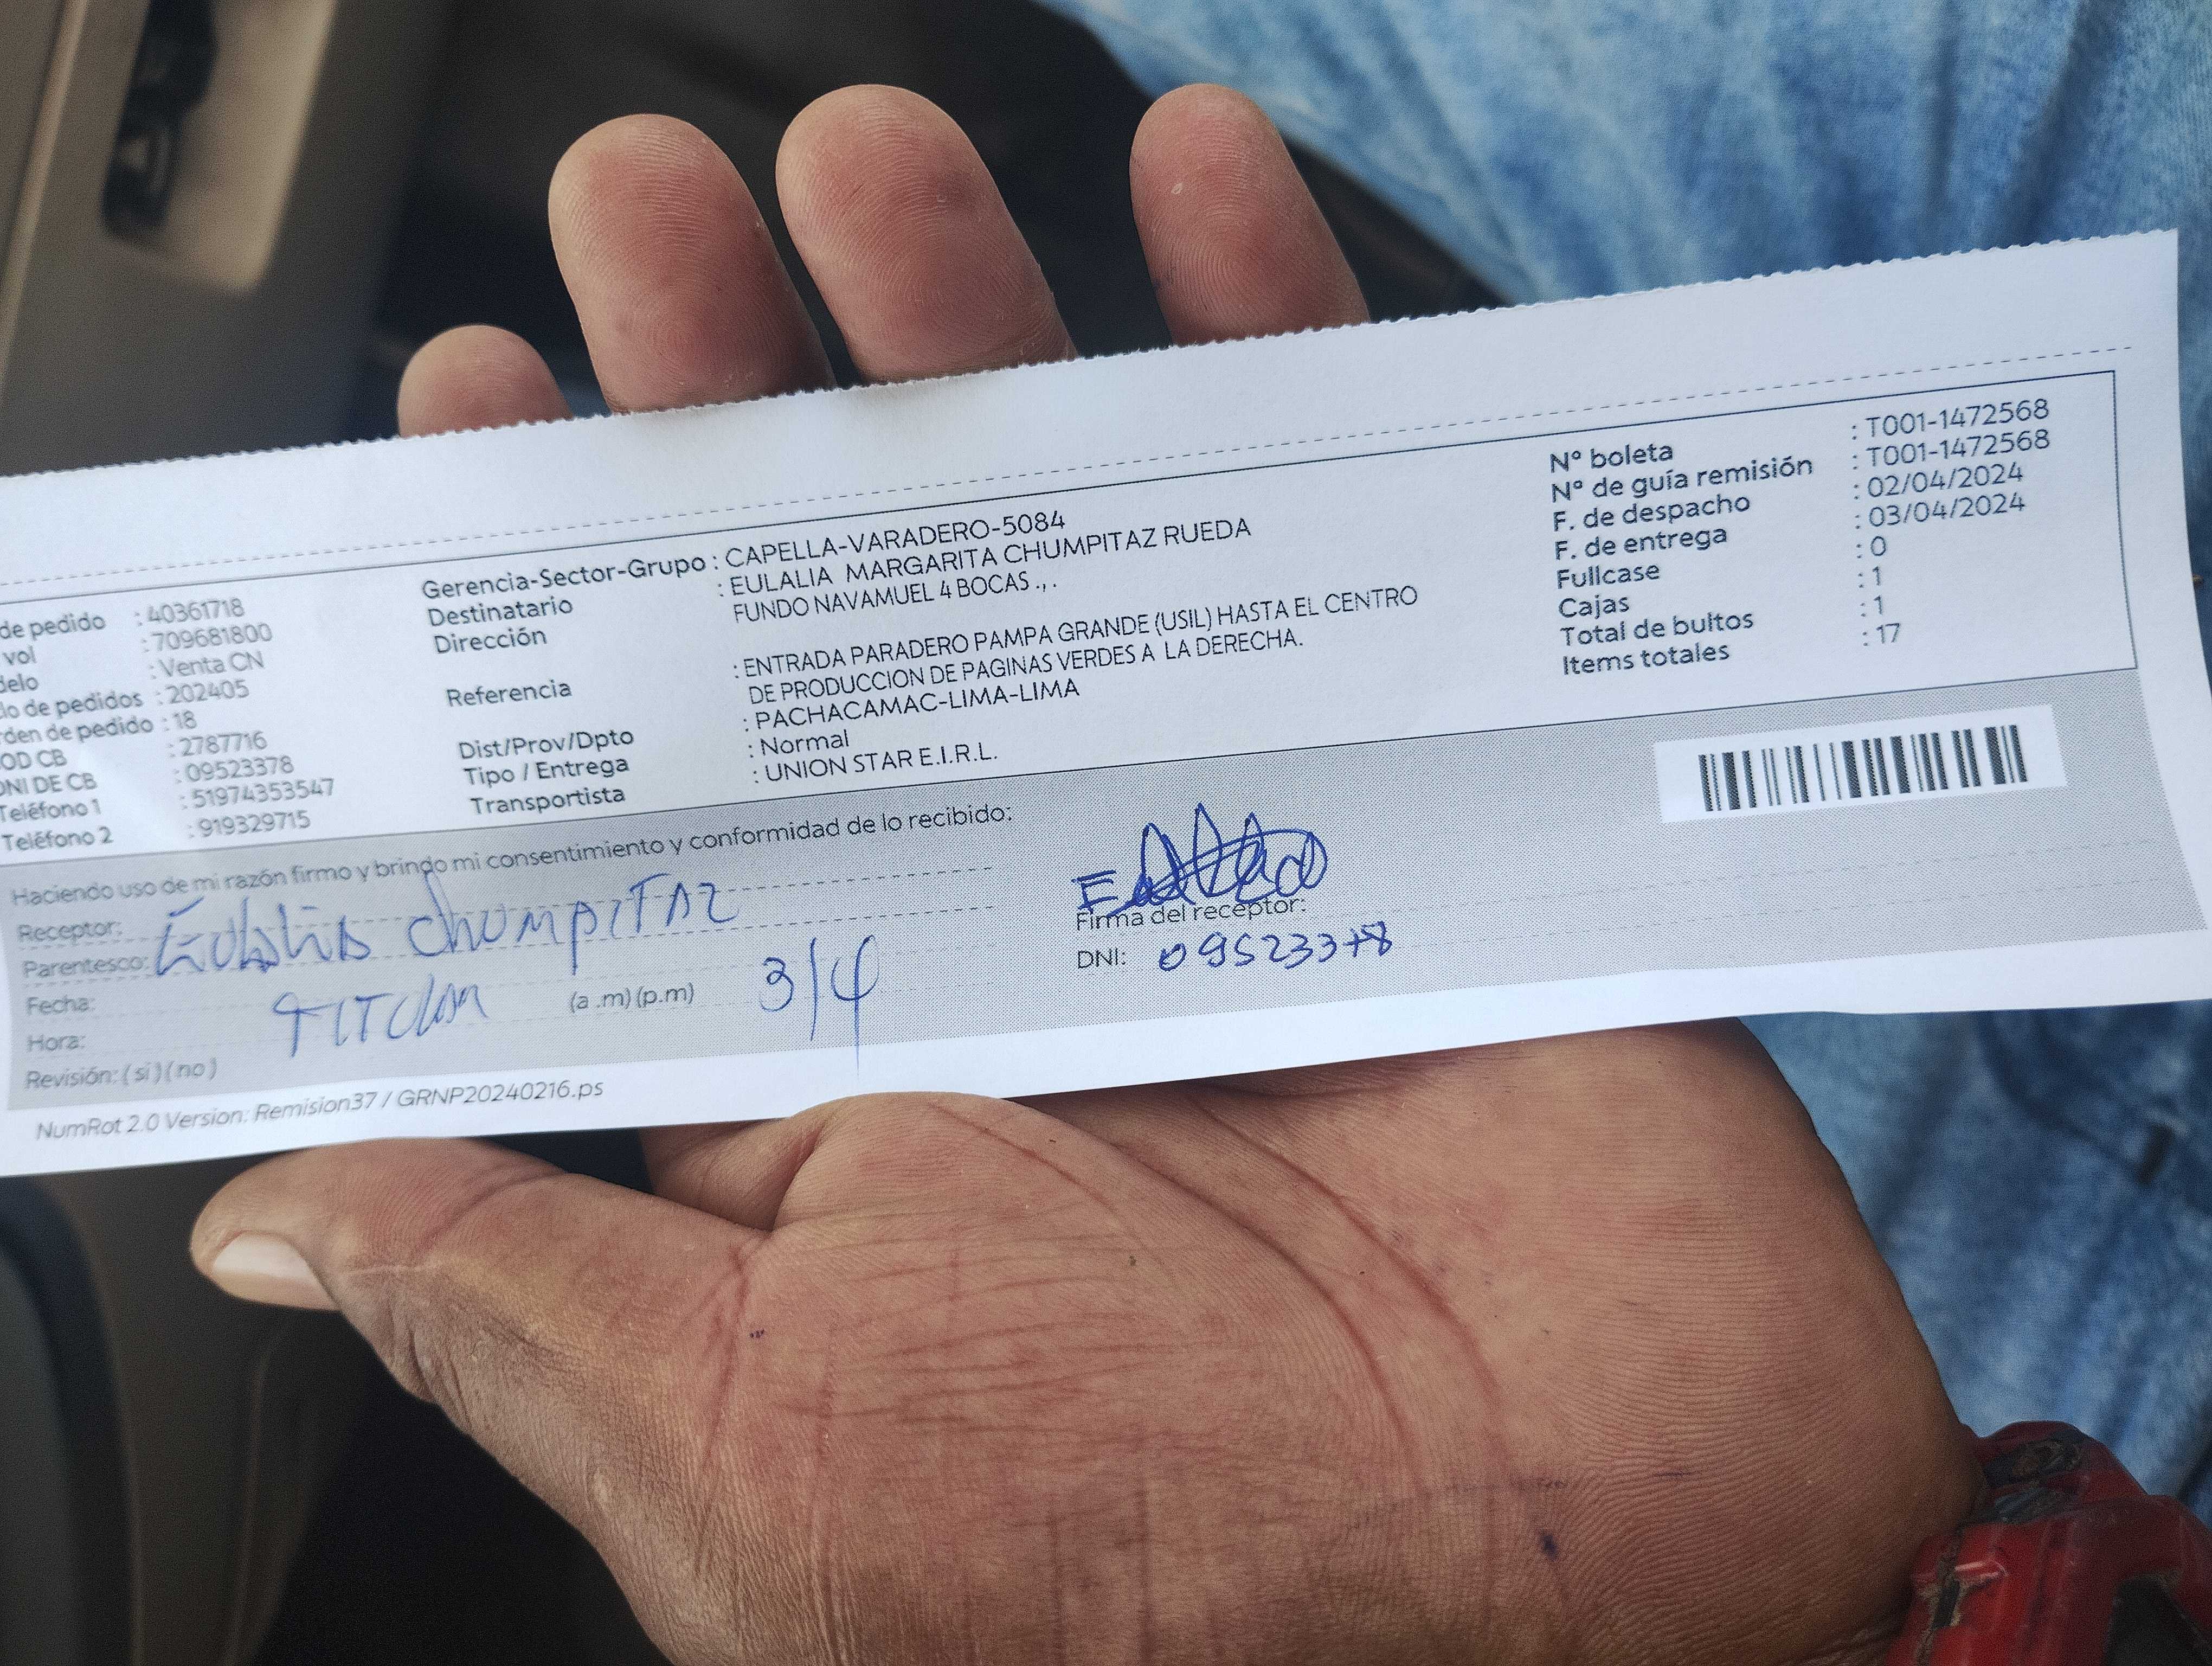 de pedido : 40361718
vol : 709681800
delo : Venta CN
lo de pedidos : 202405
rden de pedido : 18
OD CB : 2787716
DNI DE CB : 09523378
Teléfono 1 : 51974353547
Teléfono 2 : 919329715
Gerencia-Sector-Grupo : CAPELLA-VARADERO-5084
Destinatario : EULALIA MARGARITA CHUMPITAZ RUEDA
Dirección FUNDO NAVAMUEL 4 BOCAS .,.
Referencia : ENTRADA PARADERO PAMPA GRANDE (USIL) HASTA EL CENTRO
DE PRODUCCION DE PAGINAS VERDES A LA DERECHA.
Dist/Prov/Dpto : PACHACAMAC-LIMA-LIMA
Tipo / Entrega : Normal
Transportista : UNION STAR E.I.R.L.
N° boleta : T001-1472568
N° de guía remisión : T001-1472568
F. de despacho : 02/04/2024
F. de entrega : 03/04/2024
Fullcase : 0
Cajas : 1
Total de bultos : 1
Items totales : 17
Haciendo uso de mi razón firmo y brindo mi consentimiento y conformidad de lo recibido:
Receptor: Eulalia Chumpitaz
Parentesco:
Fecha: Titular 3/4
Hora: (a .m) (p.m)
Revisión: ( si ) ( no )
Firma del receptor:
DNI: 09523378
NumRot 2.0 Version: Remision37 / GRNP20240216.ps